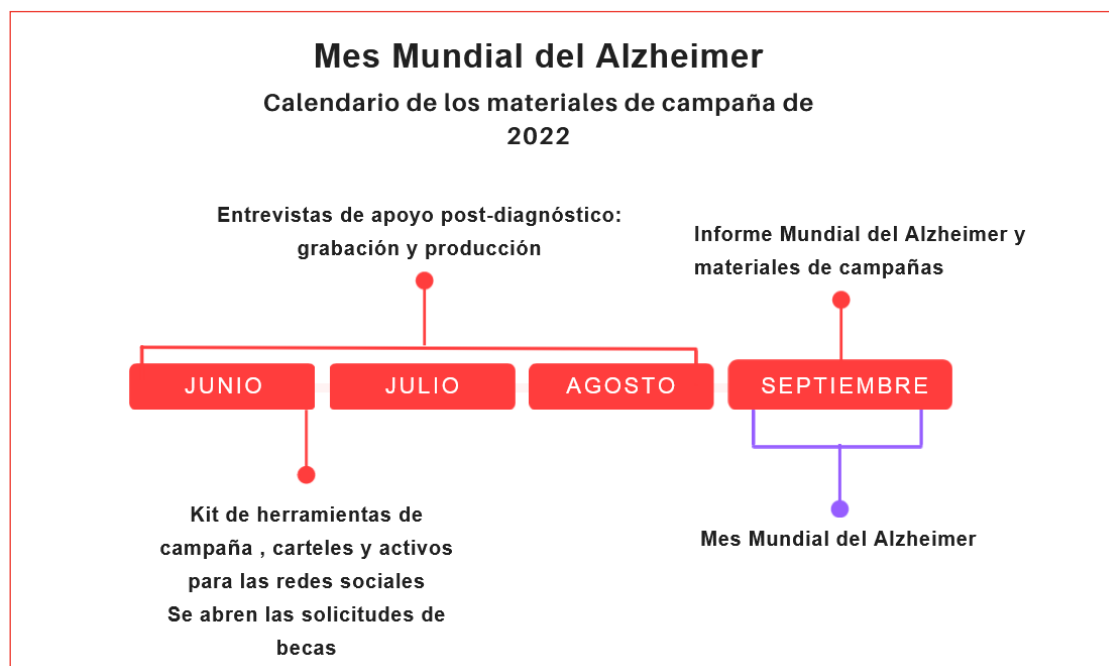 Mes Mundial del Alzheimer
Calendario de los materiales de campaña de
2022
Entrevistas de apoyo post-diagnóstico:
grabación y producción
Informe Mundial del Alzheimer y
materiales de campañas
JUNIO
JULIO
AGOSTO
SEPTIEMBRE
Kit de herramientas de
campaña , carteles y activos
para las redes sociales
Se abren las solicitudes de
becas
Mes Mundial del Alzheimer